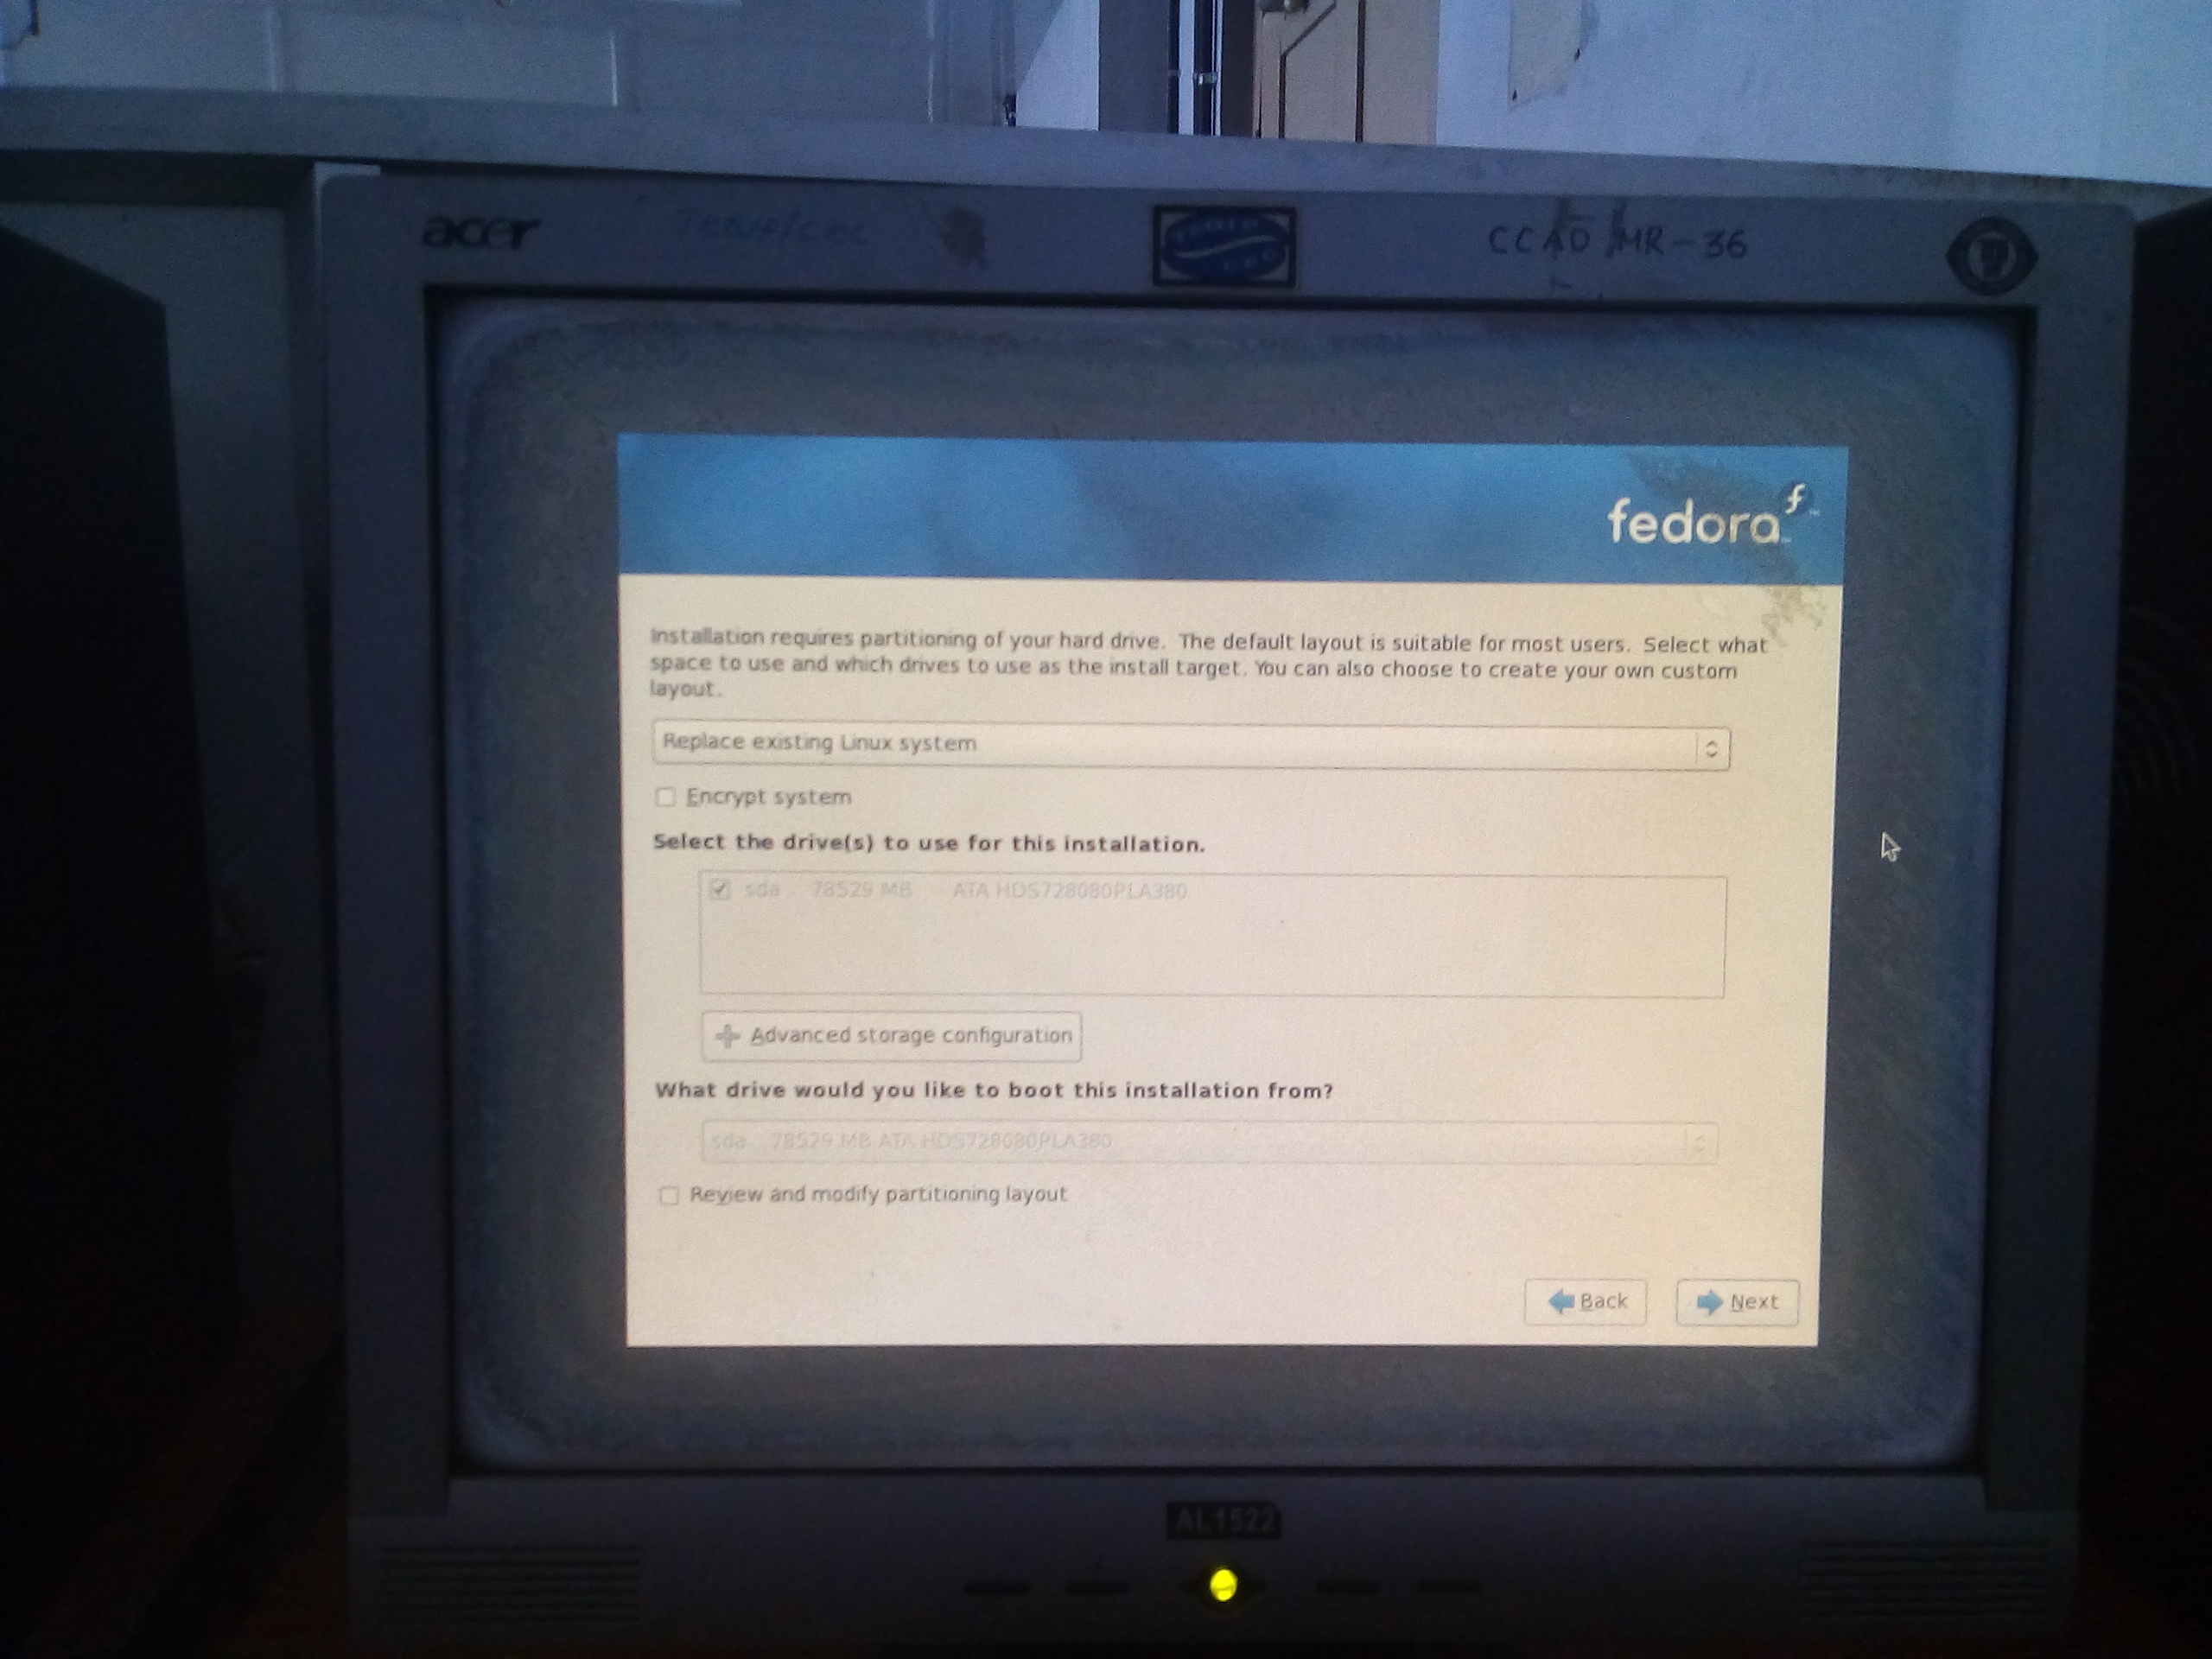 acer
CCAD MR-36
fedora
Installation requires partitioning of your hard drive. The default layout is suitable for most users. Select what
space to use and which drives to use as the install target. You can also choose to create your own custom
layout.
Replace existing Linux system
Encrypt system
Select the drive(s) to use for this installation.
sda 78529 MB ATA HDS728080PLA380
Advanced storage configuration
What drive would you like to boot this installation from?
sda 78529 MB ATA HDS728080PLA380
Review and modify partitioning layout
Back Next
AL1522